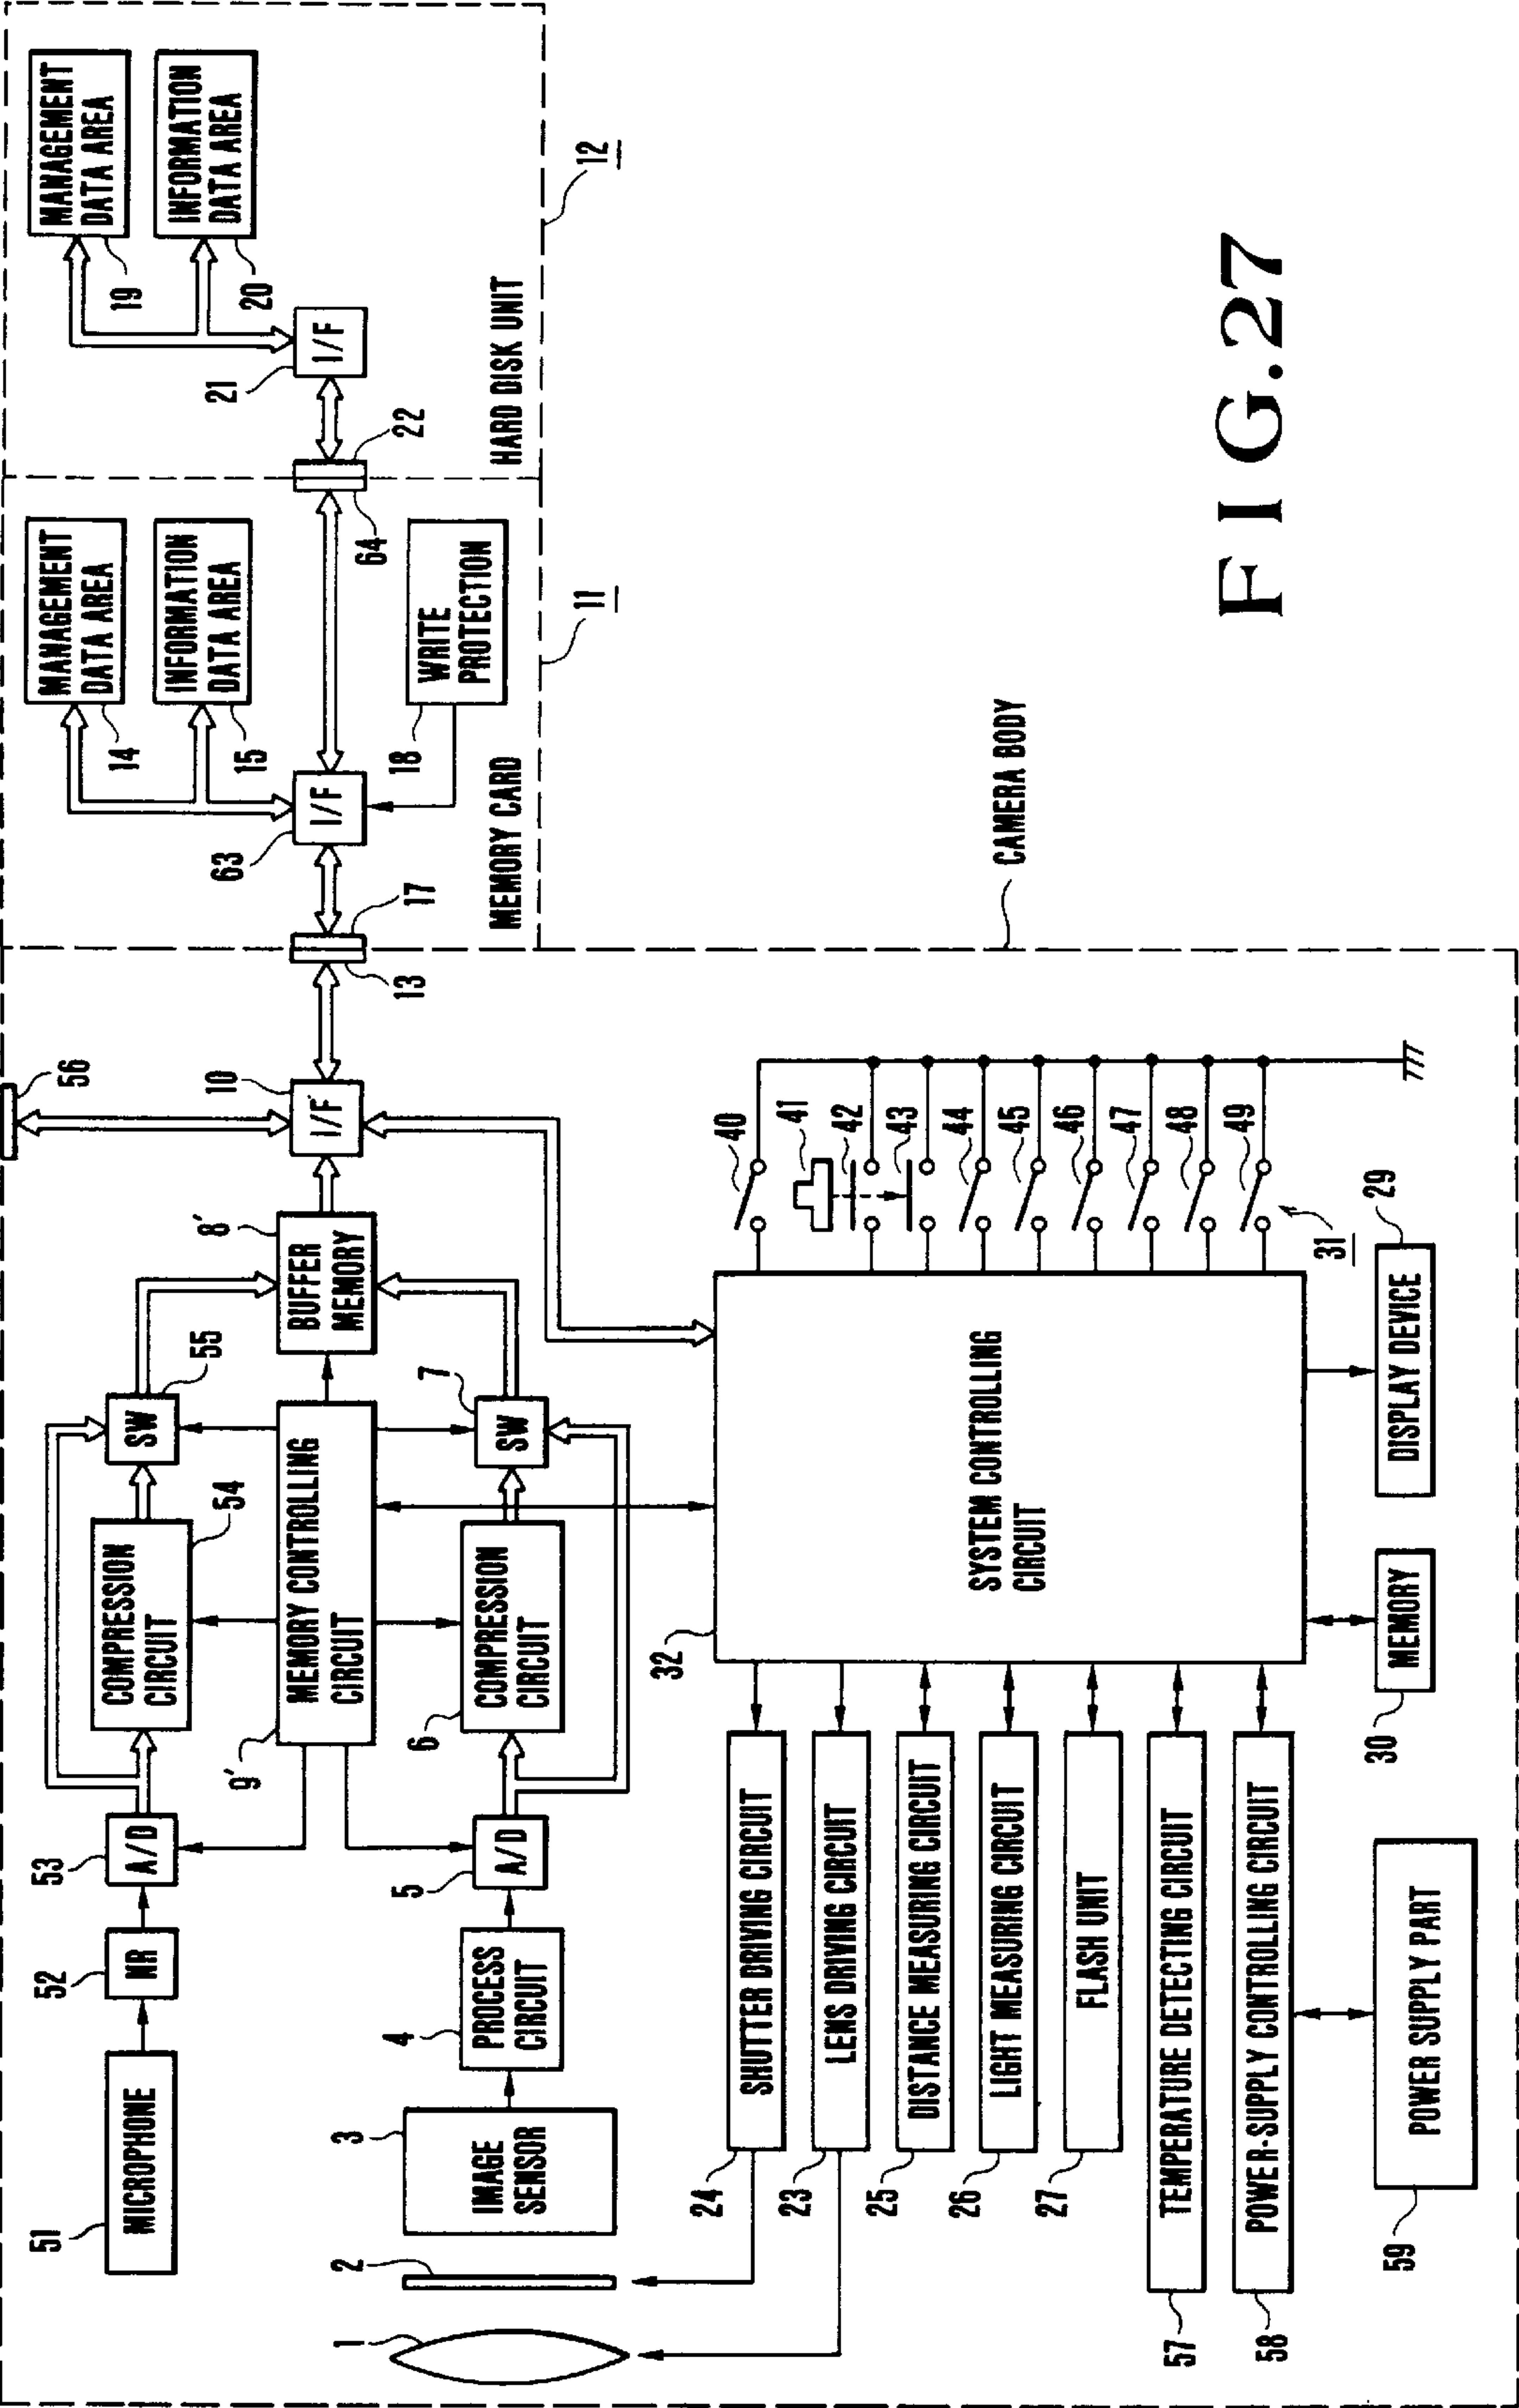 51
MICROPHONE
52
NR
53
A/D
COMPRESSION
CIRCUIT
54
SW
55
9'
MEMORY CONTROLLING
CIRCUIT
BUFFER
MEMORY
8'
10
I/F
56
1
2
3
IMAGE
SENSOR
4
PROCESS
CIRCUIT
5
A/D
6
COMPRESSION
CIRCUIT
7
SW
13
17
MEMORY CARD
63
I/F
14
MANAGEMENT
DATA AREA
15
INFORMATION
DATA AREA
18
WRITE
PROTECTION
11
64
22
HARD DISK UNIT
21
I/F
19
MANAGEMENT
DATA AREA
20
INFORMATION
DATA AREA
12
24
SHUTTER DRIVING CIRCUIT
23
LENS DRIVING CIRCUIT
25
DISTANCE MEASURING CIRCUIT
26
LIGHT MEASURING CIRCUIT
27
FLASH UNIT
57
TEMPERATURE DETECTING CIRCUIT
58
POWER-SUPPLY CONTROLLING CIRCUIT
59
POWER SUPPLY PART
32
SYSTEM CONTROLLING
CIRCUIT
30
MEMORY
DISPLAY DEVICE
29
31
40
41
42
43
44
45
46
47
48
49
CAMERA BODY
FIG.27